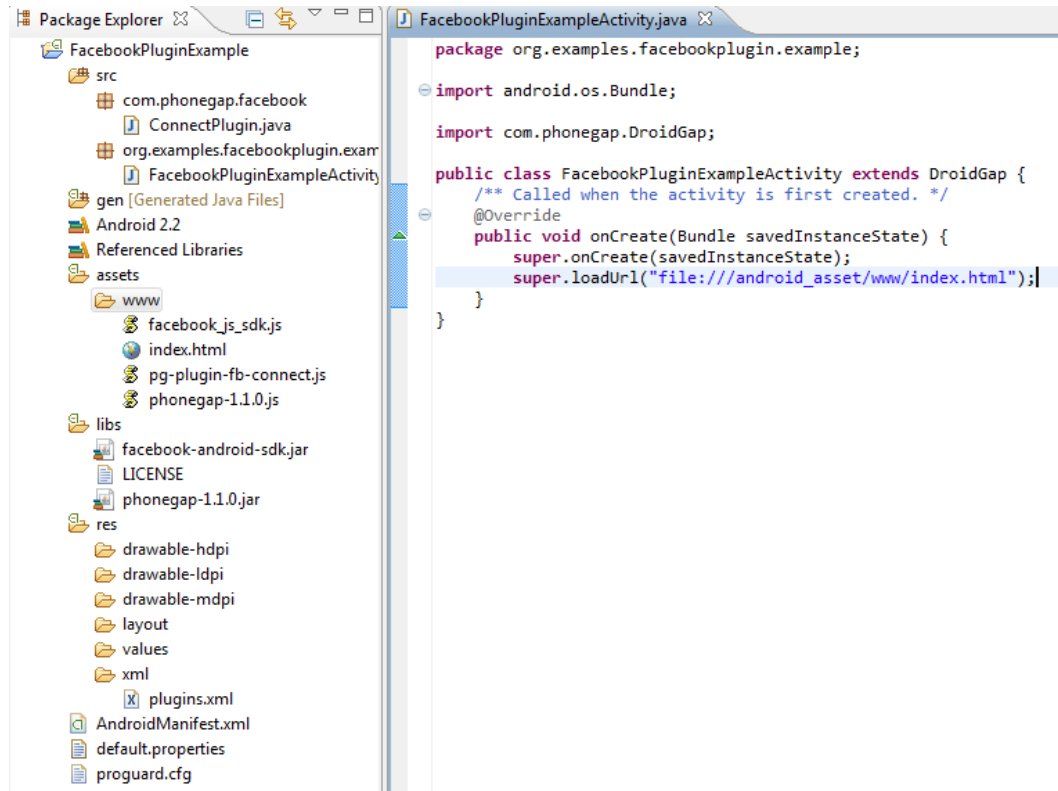 Package Explorer
FacebookPluginExample
src
com.phonegap.facebook
ConnectPlugin.java
org.examples.facebookplugin.exam
FacebookPluginExampleActivity
gen [Generated Java Files]
Android 2.2
Referenced Libraries
assets
www
facebook_js_sdk.js
index.html
pg-plugin-fb-connect.js
phonegap-1.1.0.js
libs
facebook-android-sdk.jar
LICENSE
phonegap-1.1.0.jar
res
drawable-hdpi
drawable-ldpi
drawable-mdpi
layout
values
xml
plugins.xml
AndroidManifest.xml
default.properties
proguard.cfg
FacebookPluginExampleActivity.java
package org.examples.facebookplugin.example;
import android.os.Bundle;
import com.phonegap.DroidGap;
public class FacebookPluginExampleActivity extends DroidGap {
/** Called when the activity is first created. */
@Override
public void onCreate(Bundle savedInstanceState) {
super.onCreate(savedInstanceState);
super.loadUrl("file:///android_asset/www/index.html");
}
}